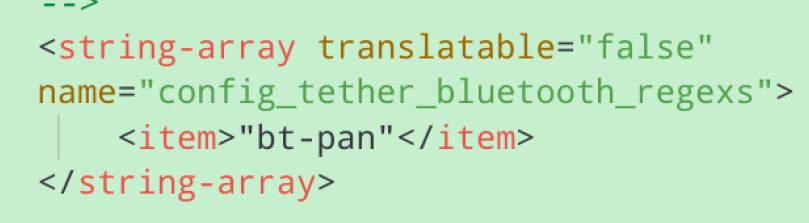 -->
<string-array translatable="false"
name="config_tether_bluetooth_regexs">
<item>"bt-pan"</item>
</string-array>